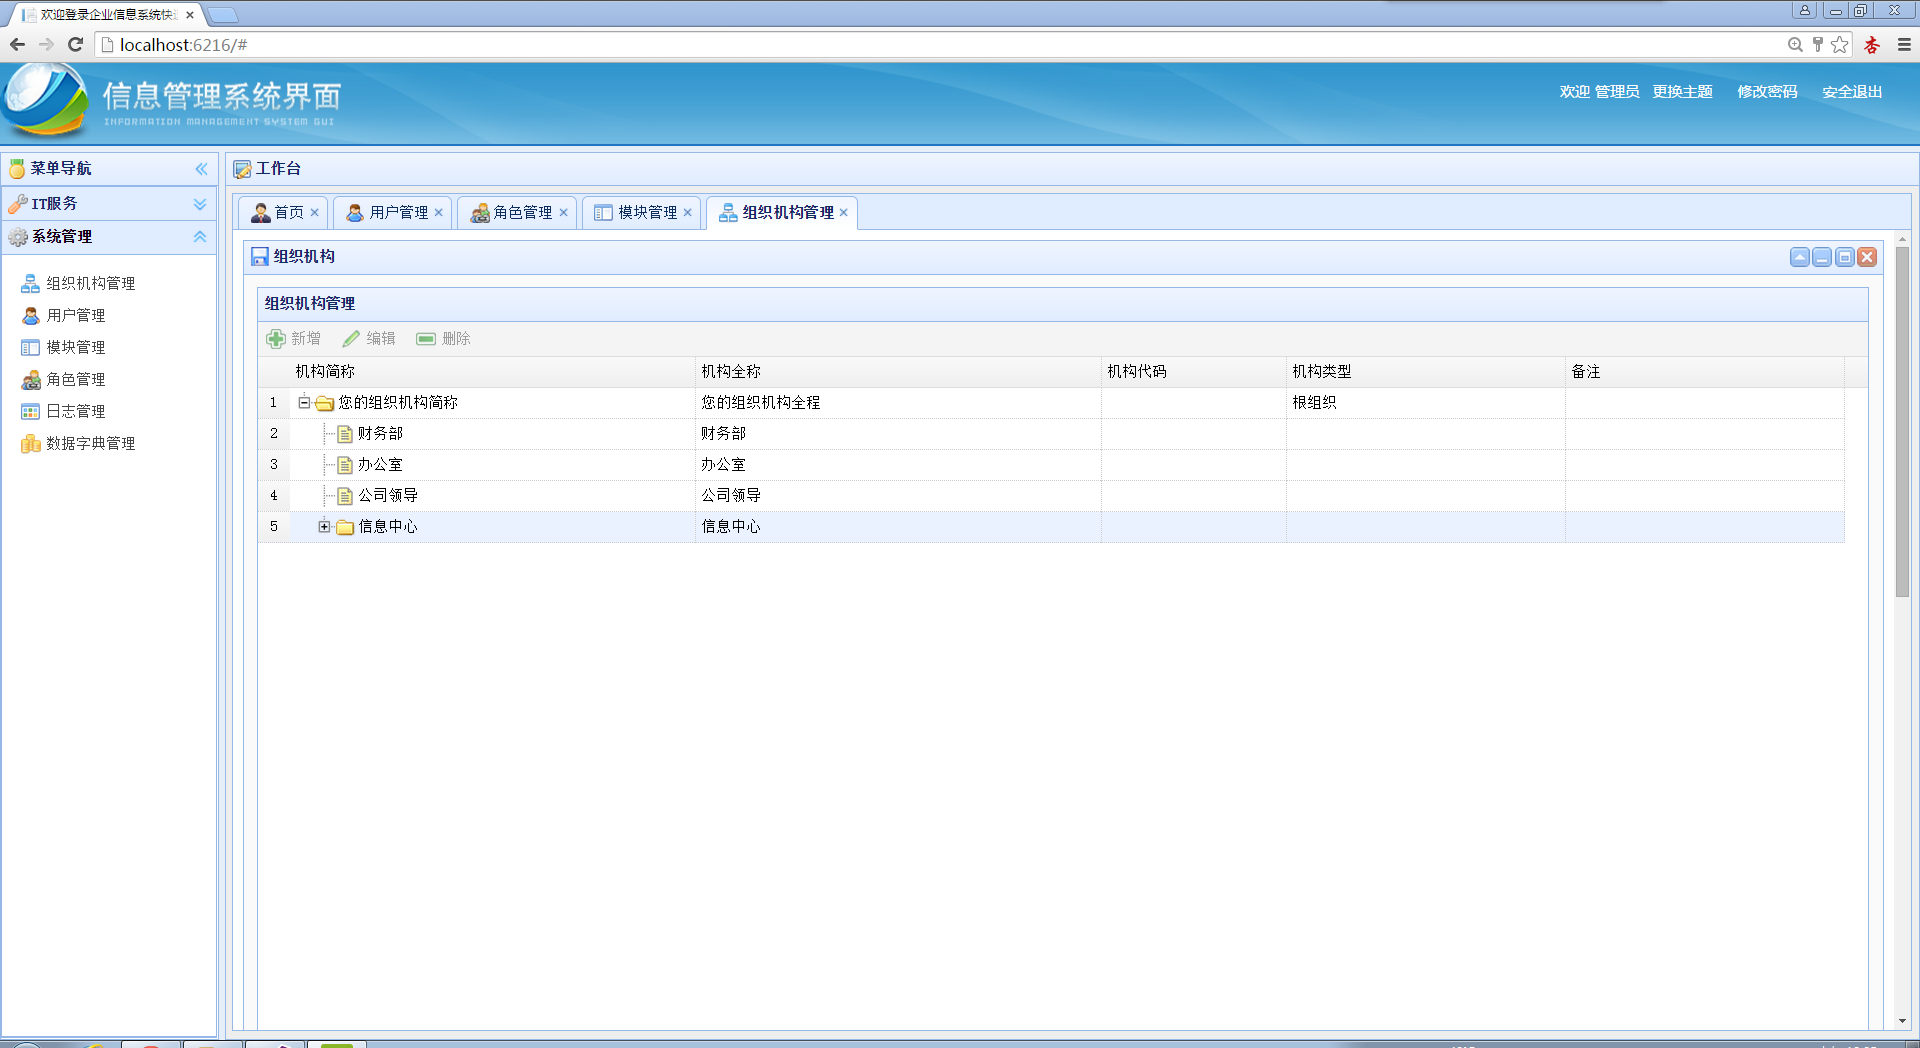 欢迎登录企业信息系统快
localhost:6216/#
杏
信息管理系统界面
INFORMATION MANAGEMENT SYSTEM GUI
欢迎 管理员 更换主题 修改密码 安全退出
菜单导航
工作台
IT服务
系统管理
组织机构管理
用户管理
模块管理
角色管理
日志管理
数据字典管理
首页 用户管理 角色管理 模块管理 组织机构管理
组织机构
组织机构管理
新增 编辑 删除
机构简称 机构全称 机构代码 机构类型 备注
1 您的组织机构简称 您的组织机构全程 根组织
2 财务部 财务部
3 办公室 办公室
4 公司领导 公司领导
5 信息中心 信息中心